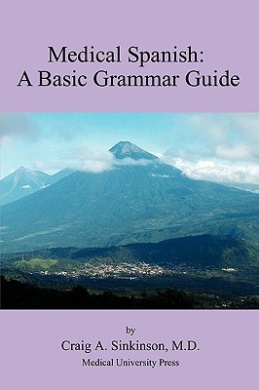 Medical Spanish:
A Basic Grammar Guide
by
Craig A. Sinkinson, M.D.
Medical University Press